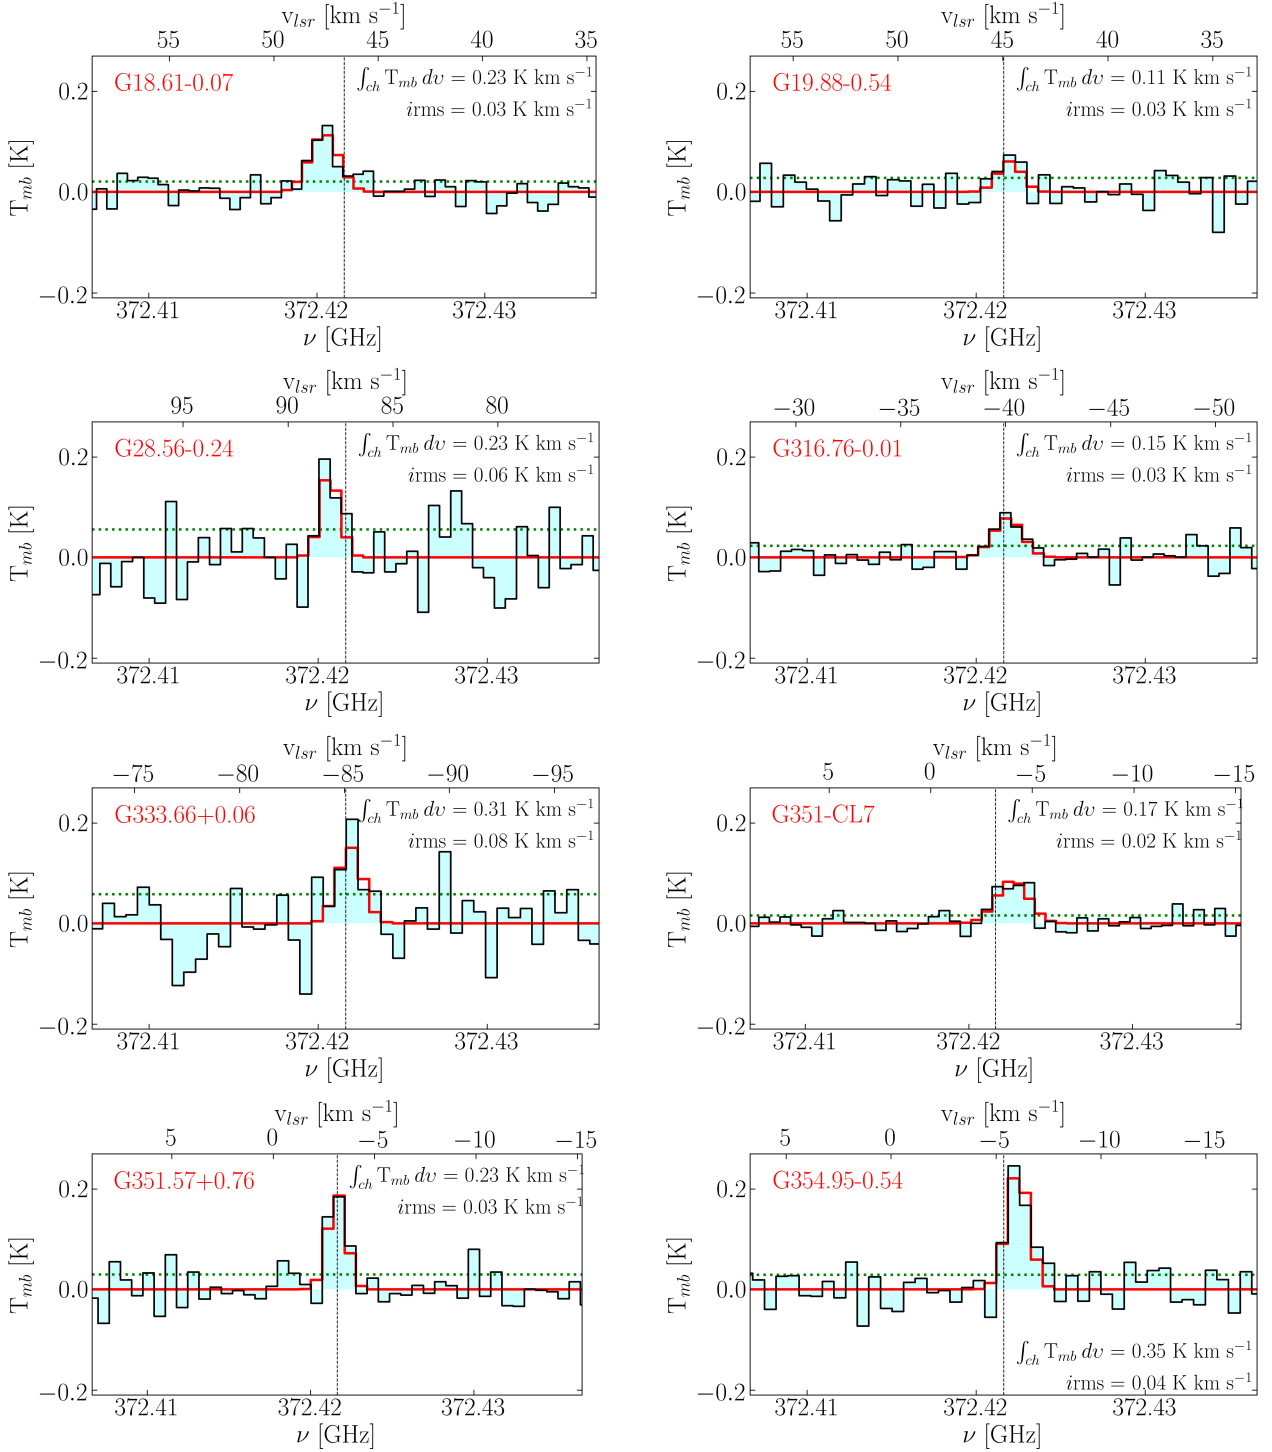 v_lsr [km s⁻¹]
55 50 45 40 35
G18.61-0.07
∫_ch T_mb dυ = 0.23 K km s⁻¹
irms = 0.03 K km s⁻¹
T_mb [K]
0.2
0.0
−0.2
372.41 372.42 372.43
ν [GHz]
v_lsr [km s⁻¹]
55 50 45 40 35
G19.88-0.54
∫_ch T_mb dυ = 0.11 K km s⁻¹
irms = 0.03 K km s⁻¹
T_mb [K]
0.2
0.0
−0.2
372.41 372.42 372.43
ν [GHz]
v_lsr [km s⁻¹]
95 90 85 80
G28.56-0.24
∫_ch T_mb dυ = 0.23 K km s⁻¹
irms = 0.06 K km s⁻¹
T_mb [K]
0.2
0.0
−0.2
372.41 372.42 372.43
ν [GHz]
v_lsr [km s⁻¹]
−30 −35 −40 −45 −50
G316.76-0.01
∫_ch T_mb dυ = 0.15 K km s⁻¹
irms = 0.03 K km s⁻¹
T_mb [K]
0.2
0.0
−0.2
372.41 372.42 372.43
ν [GHz]
v_lsr [km s⁻¹]
−75 −80 −85 −90 −95
G333.66+0.06
∫_ch T_mb dυ = 0.31 K km s⁻¹
irms = 0.08 K km s⁻¹
T_mb [K]
0.2
0.0
−0.2
372.41 372.42 372.43
ν [GHz]
v_lsr [km s⁻¹]
5 0 −5 −10 −15
G351-CL7
∫_ch T_mb dυ = 0.17 K km s⁻¹
irms = 0.02 K km s⁻¹
T_mb [K]
0.2
0.0
−0.2
372.41 372.42 372.43
ν [GHz]
v_lsr [km s⁻¹]
5 0 −5 −10 −15
G351.57+0.76
∫_ch T_mb dυ = 0.23 K km s⁻¹
irms = 0.03 K km s⁻¹
T_mb [K]
0.2
0.0
−0.2
372.41 372.42 372.43
ν [GHz]
v_lsr [km s⁻¹]
5 0 −5 −10 −15
G354.95-0.54
T_mb [K]
0.2
0.0
−0.2
∫_ch T_mb dυ = 0.35 K km s⁻¹
irms = 0.04 K km s⁻¹
372.41 372.42 372.43
ν [GHz]